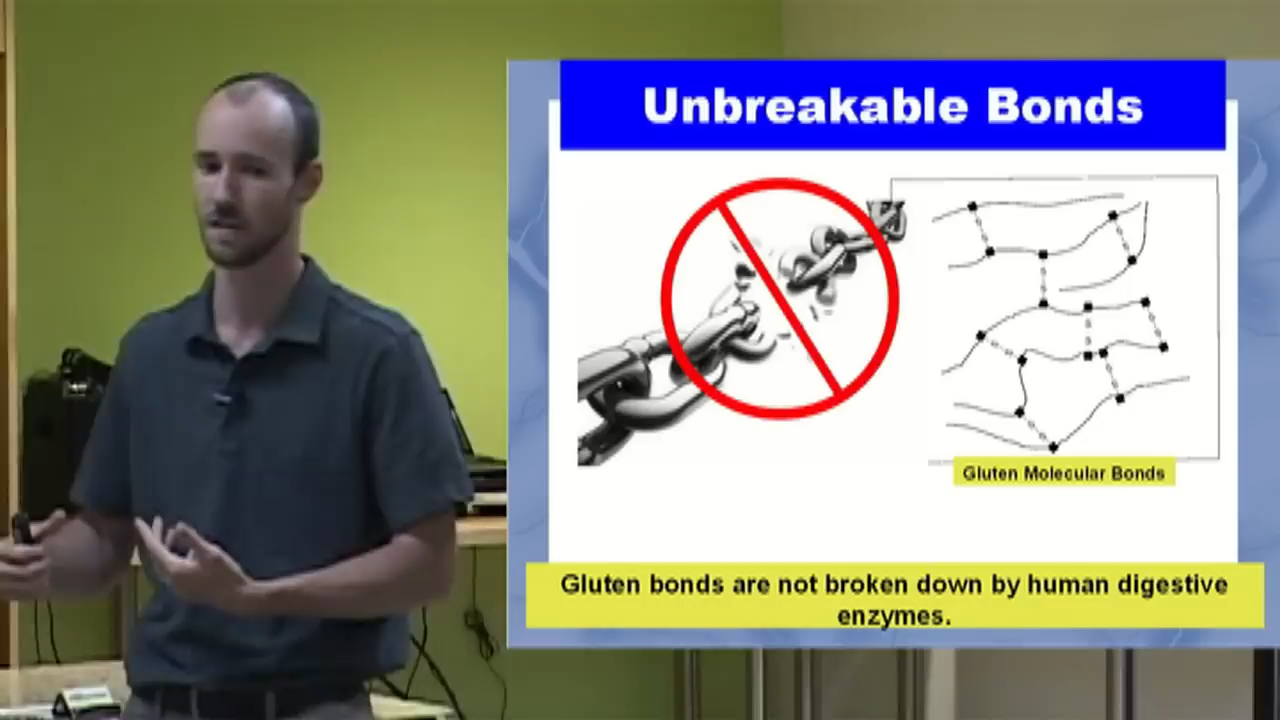 Unbreakable Bonds
Gluten Molecular Bonds
Gluten bonds are not broken down by human digestive
enzymes.